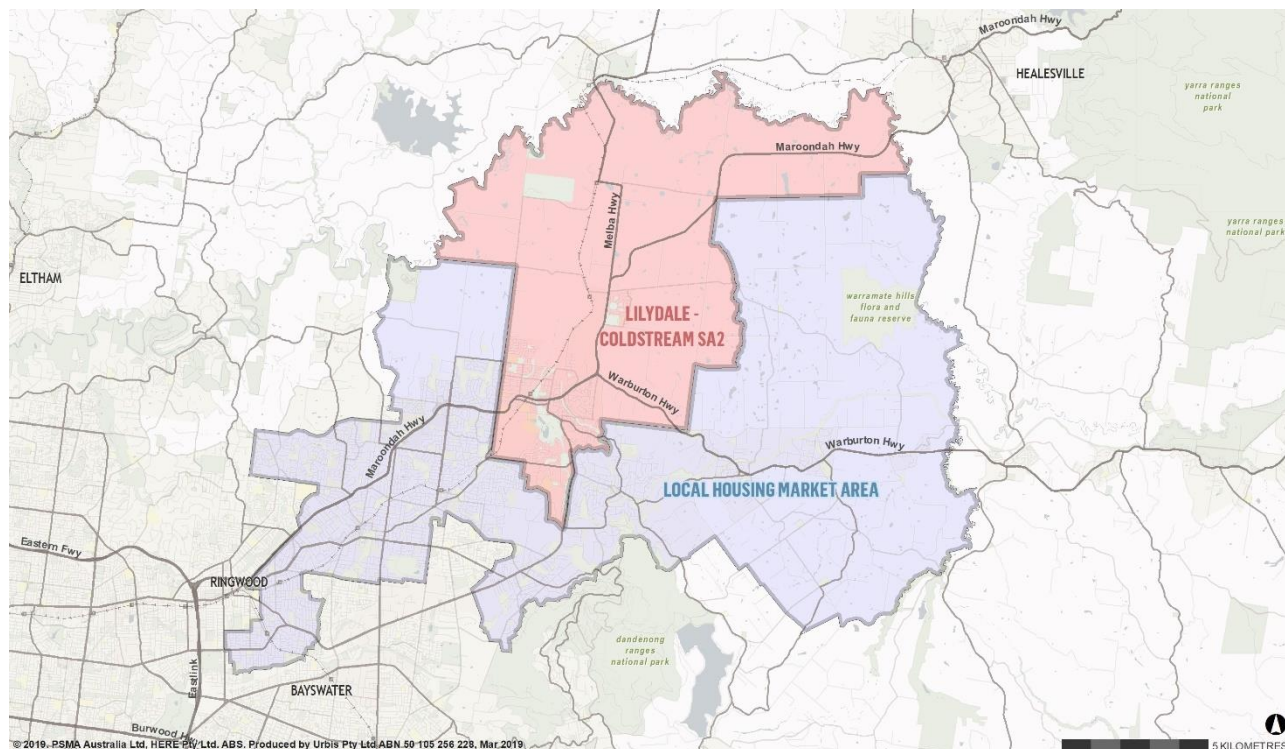 Maroondah Hwy
HEALESVILLE
yarra ranges
national
park
Maroondah Hwy
Melba Hwy
yarra ranges
national park
ELTHAM
warramate hills
flora and
fauna reserve
LILYDALE -
COLDSTREAM SA2
Warburton Hwy
Maroondah Hwy
Warburton Hwy
LOCAL HOUSING MARKET AREA
Eastern Fwy
RINGWOOD
dandenong
ranges
national park
Eastlink
BAYSWATER
Burwood Hwy
© 2019. PSMA Australia Ltd, HERE Pty Ltd. ABS. Produced by Urbis Pty Ltd ABN 50 105 256 228, Mar 2019
5 KILOMETRES